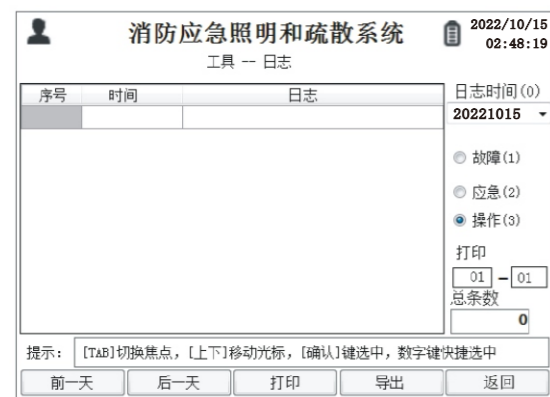 消防应急照明和疏散系统
2022/10/15
02:48:19
工具 -- 日志
序号 时间 日志
日志时间(0)
20221015
故障(1)
应急(2)
操作(3)
打印
01 - 01
总条数
0
提示: [TAB]切换焦点, [上下]移动光标, [确认]键选中, 数字键快捷选中
前一天 后一天 打印 导出 返回